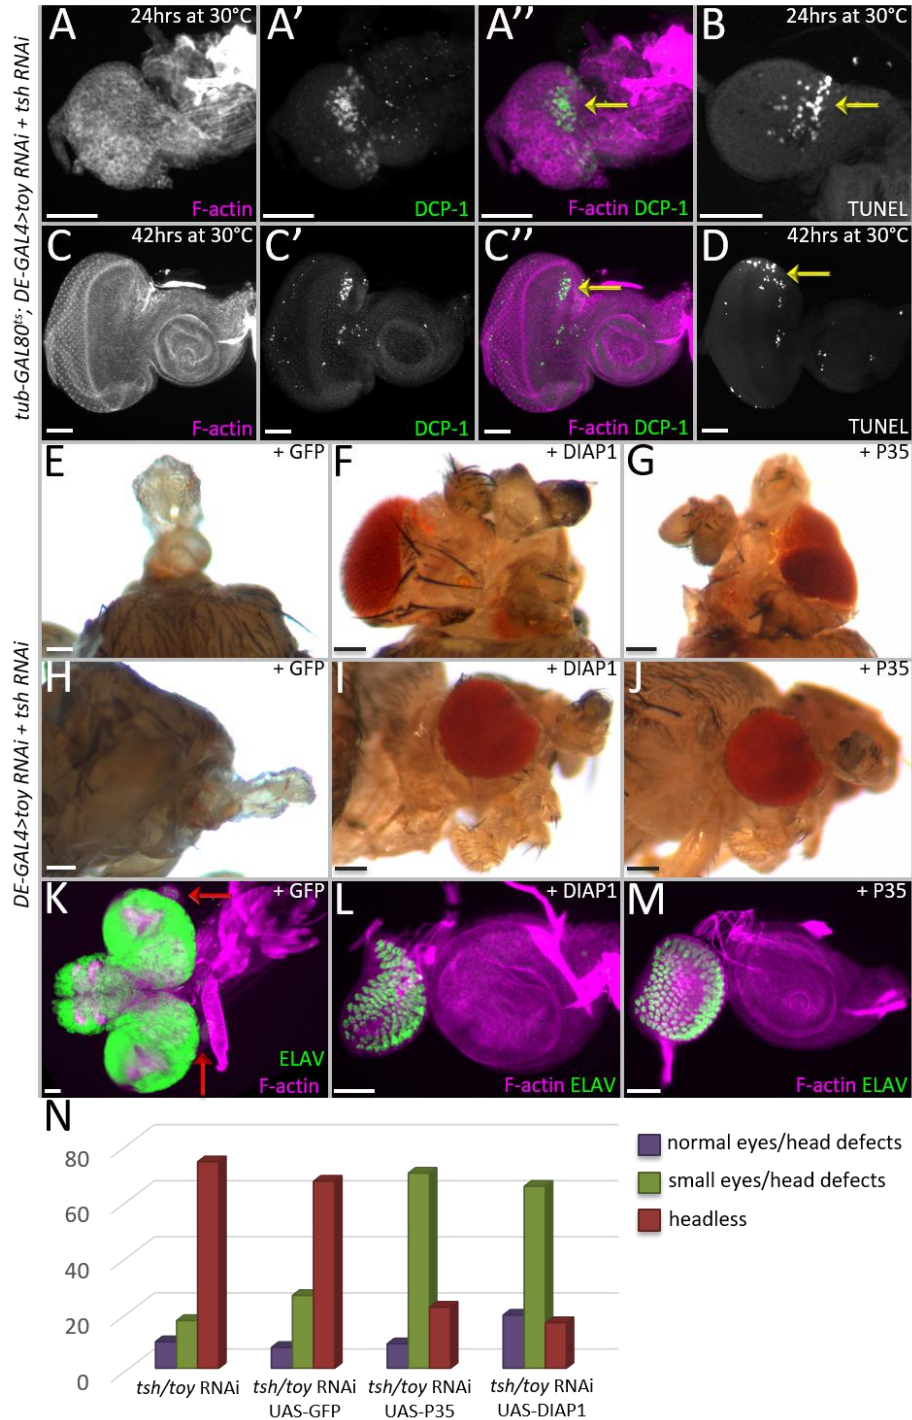 tub-GAL80ts; DE-GAL4>toy RNAi + tsh RNAi
A
24hrs at 30°C
F-actin
A’
DCP-1
A’’
F-actin DCP-1
B
24hrs at 30°C
TUNEL
C
42hrs at 30°C
F-actin
C’
DCP-1
C’’
F-actin DCP-1
D
42hrs at 30°C
TUNEL
DE-GAL4>toy RNAi + tsh RNAi
E
+ GFP
F
+ DIAP1
G
+ P35
H
+ GFP
I
+ DIAP1
J
+ P35
K
+ GFP
ELAV
F-actin
L
+ DIAP1
F-actin ELAV
M
+ P35
F-actin ELAV
N
80
60
40
20
0
normal eyes/head defects
small eyes/head defects
headless
tsh/toy RNAi
tsh/toy RNAi
UAS-GFP
tsh/toy RNAi
UAS-P35
tsh/toy RNAi
UAS-DIAP1